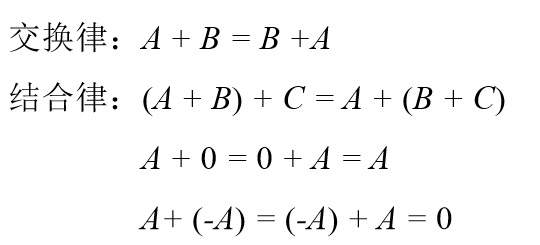 交换律：A + B = B +A
结合律：(A + B) + C = A + (B + C)
A + 0 = 0 + A = A
A+ (-A) = (-A) + A = 0